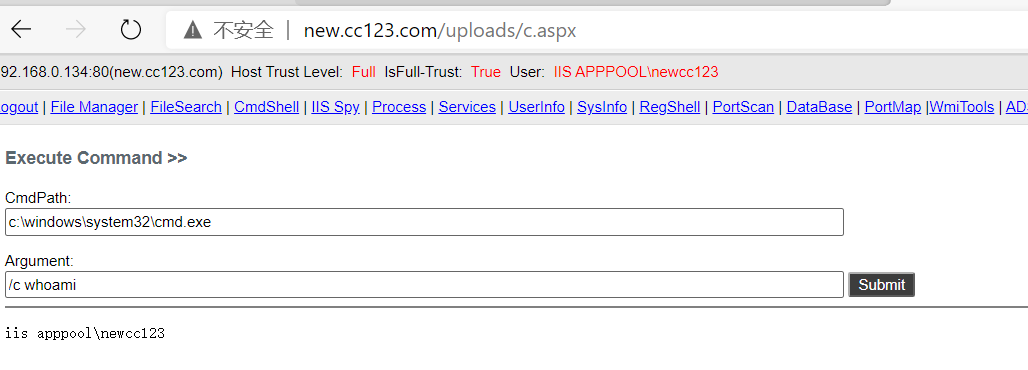 不安全 | new.cc123.com/uploads/c.aspx
92.168.0.134:80(new.cc123.com) Host Trust Level: Full IsFull-Trust: True User: IIS APPPOOL\newcc123
ogout | File Manager | FileSearch | CmdShell | IIS Spy | Process | Services | UserInfo | SysInfo | RegShell | PortScan | DataBase | PortMap |WmiTools | AD
Execute Command >>
CmdPath:
c:\windows\system32\cmd.exe
Argument:
/c whoami Submit
iis apppool\newcc123